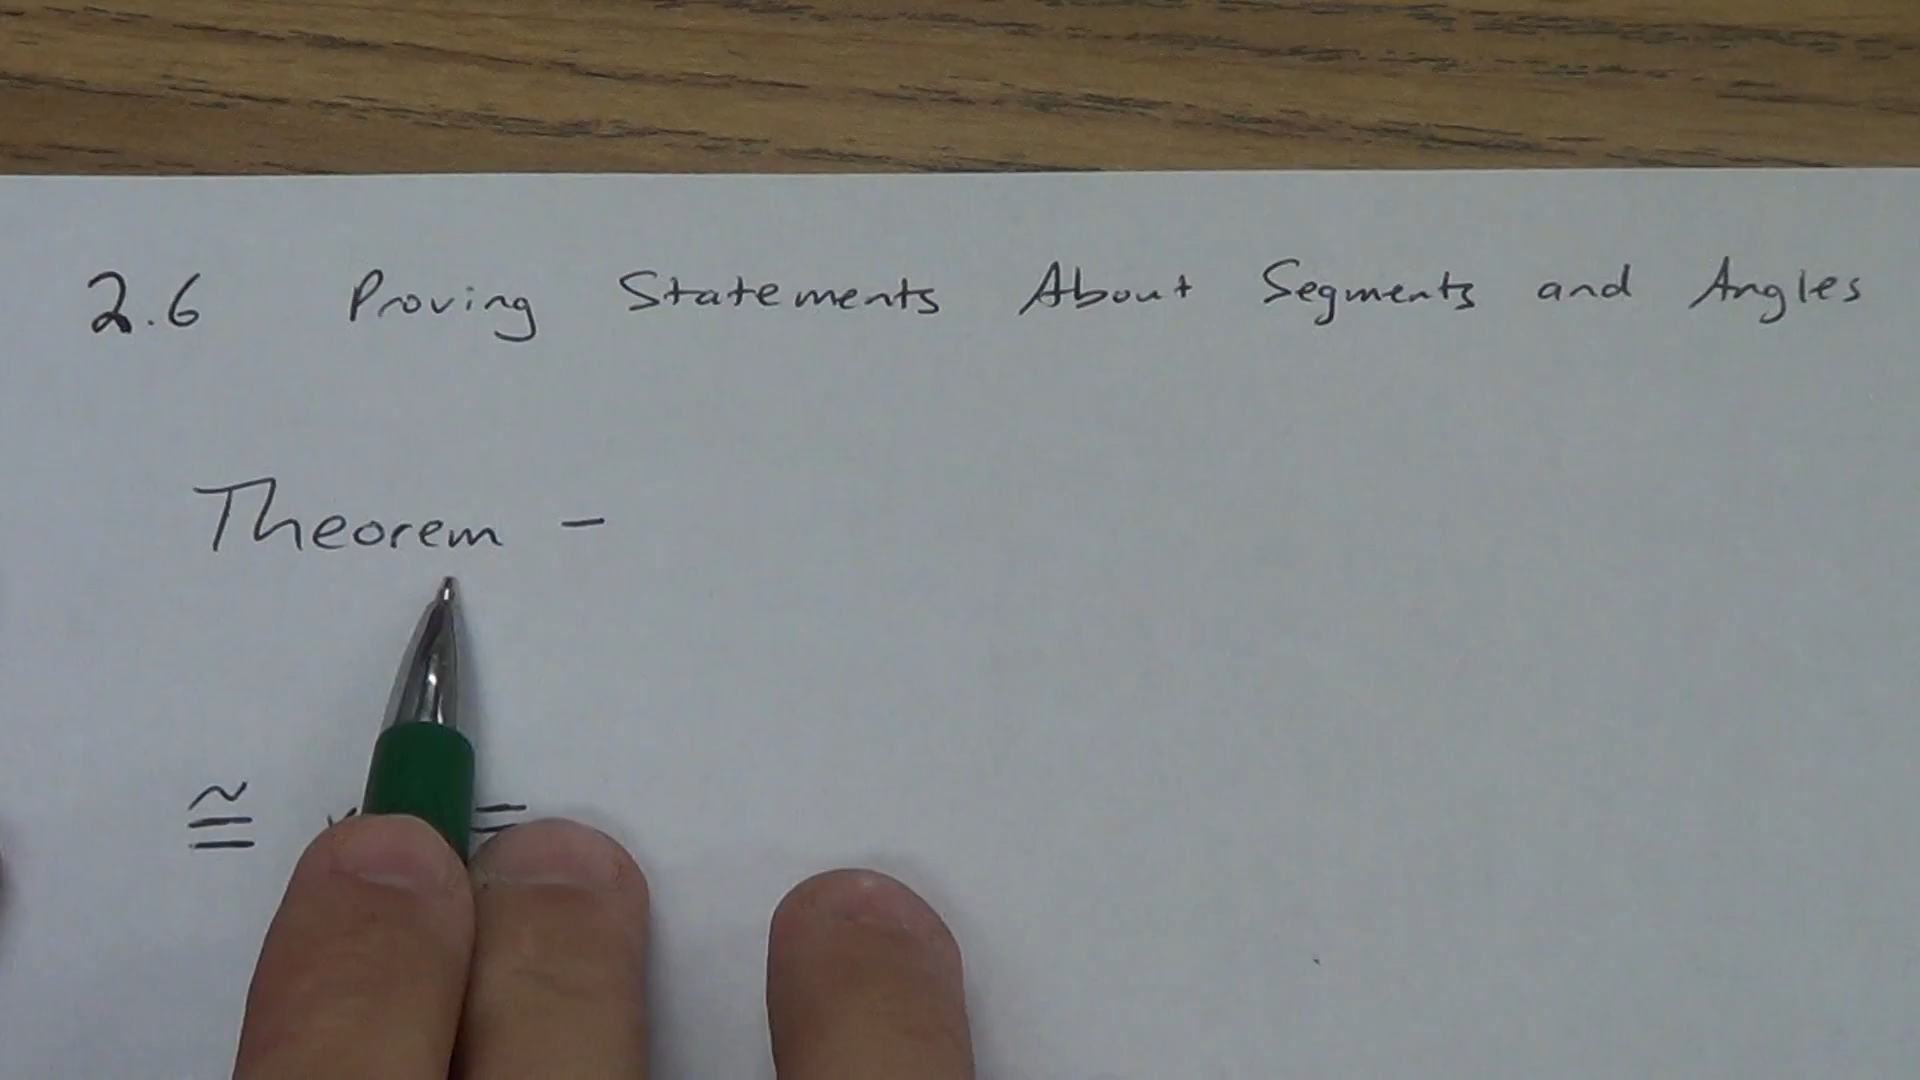 2.6 Proving Statements About Segments and Angles
Theorem -
≅ =